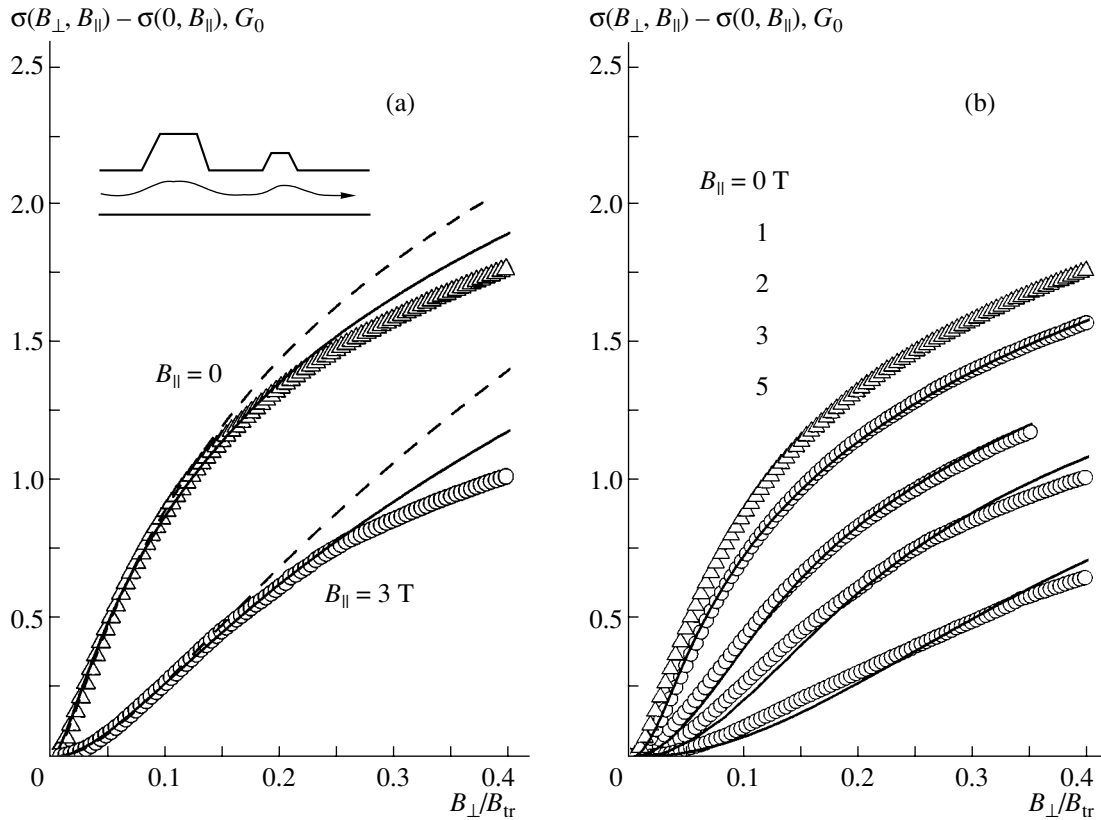 σ(B⊥, B||) – σ(0, B||), G0
2.5
2.0
1.5
1.0
0.5
0
0.1
0.2
0.3
0.4
B⊥/Btr
(a)
B|| = 0
B|| = 3 T
σ(B⊥, B||) – σ(0, B||), G0
2.5
2.0
1.5
1.0
0.5
0
0.1
0.2
0.3
0.4
B⊥/Btr
(b)
B|| = 0 T
1
2
3
5